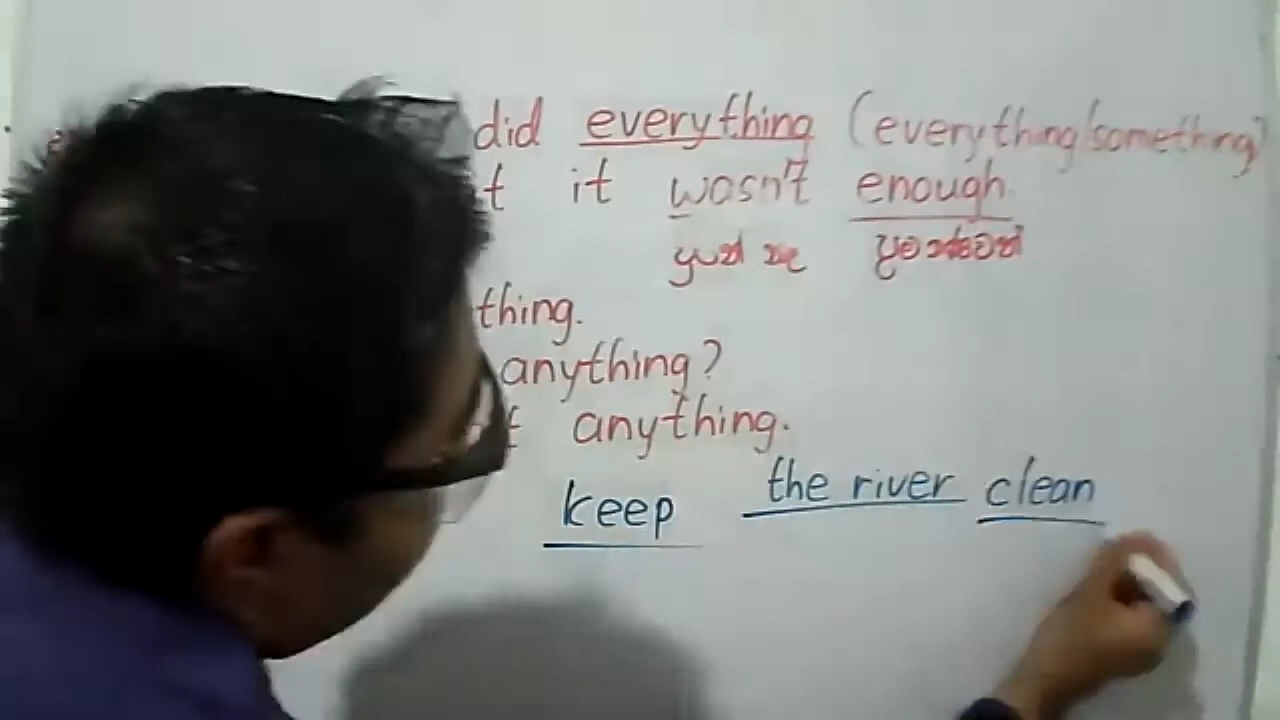 did everything (everything/something)
t it wasn't enough.
thing.
anything?
anything.
keep the river clean